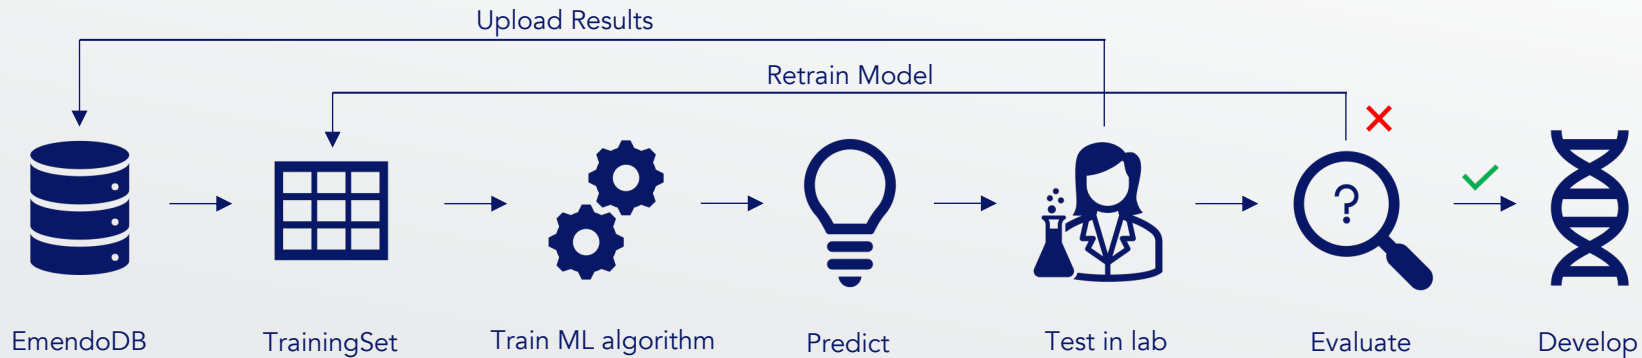 Upload Results
Retrain Model
?
EmendoDB
TrainingSet
Train ML algorithm
Predict
Test in lab
Evaluate
Develop